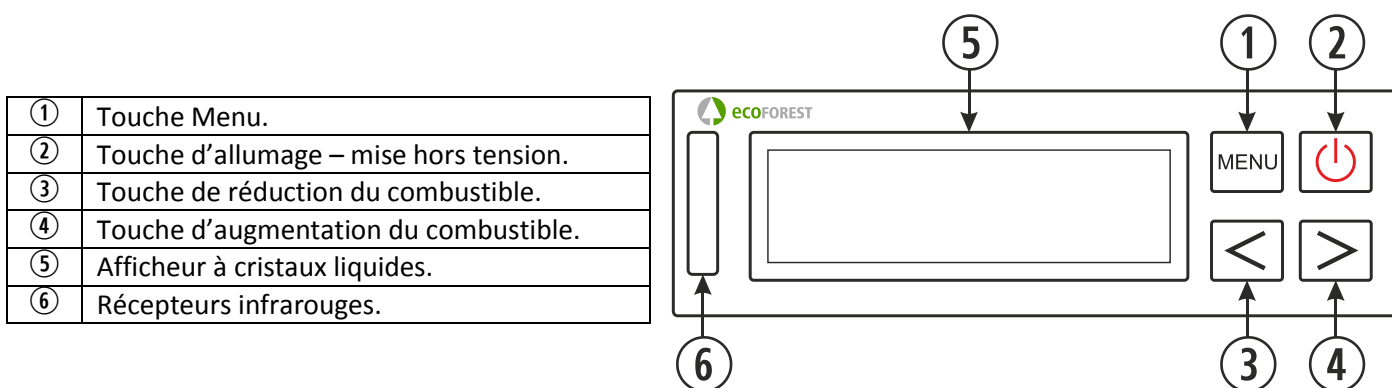 ① Touche Menu.
② Touche d’allumage – mise hors tension.
③ Touche de réduction du combustible.
④ Touche d’augmentation du combustible.
⑤ Afficheur à cristaux liquides.
⑥ Récepteurs infrarouges.
⑤ ① ②
ecoFOREST
MENU
< >
⑥ ③ ④